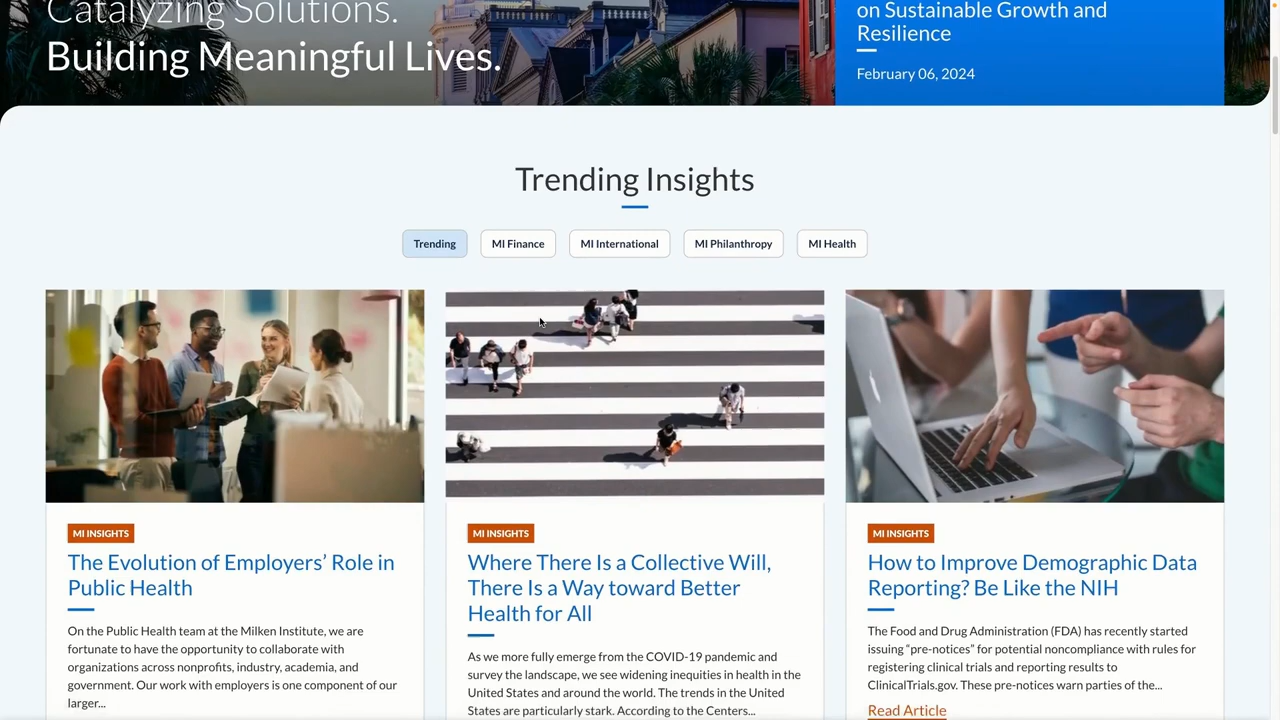 Catalyzing Solutions.
Building Meaningful Lives.
on Sustainable Growth and
Resilience
February 06, 2024
Trending Insights
Trending
MI Finance
MI International
MI Philanthropy
MI Health
MI INSIGHTS
The Evolution of Employers’ Role in
Public Health
On the Public Health team at the Milken Institute, we are
fortunate to have the opportunity to collaborate with
organizations across nonprofits, industry, academia, and
government. Our work with employers is one component of our
larger...
MI INSIGHTS
Where There Is a Collective Will,
There Is a Way toward Better
Health for All
As we more fully emerge from the COVID-19 pandemic and
survey the landscape, we see widening inequities in health in the
United States and around the world. The trends in the United
States are particularly stark. According to the Centers...
MI INSIGHTS
How to Improve Demographic Data
Reporting? Be Like the NIH
The Food and Drug Administration (FDA) has recently started
issuing “pre-notices” for potential noncompliance with rules for
registering clinical trials and reporting results to
ClinicalTrials.gov. These pre-notices warn parties of the...
Read Article